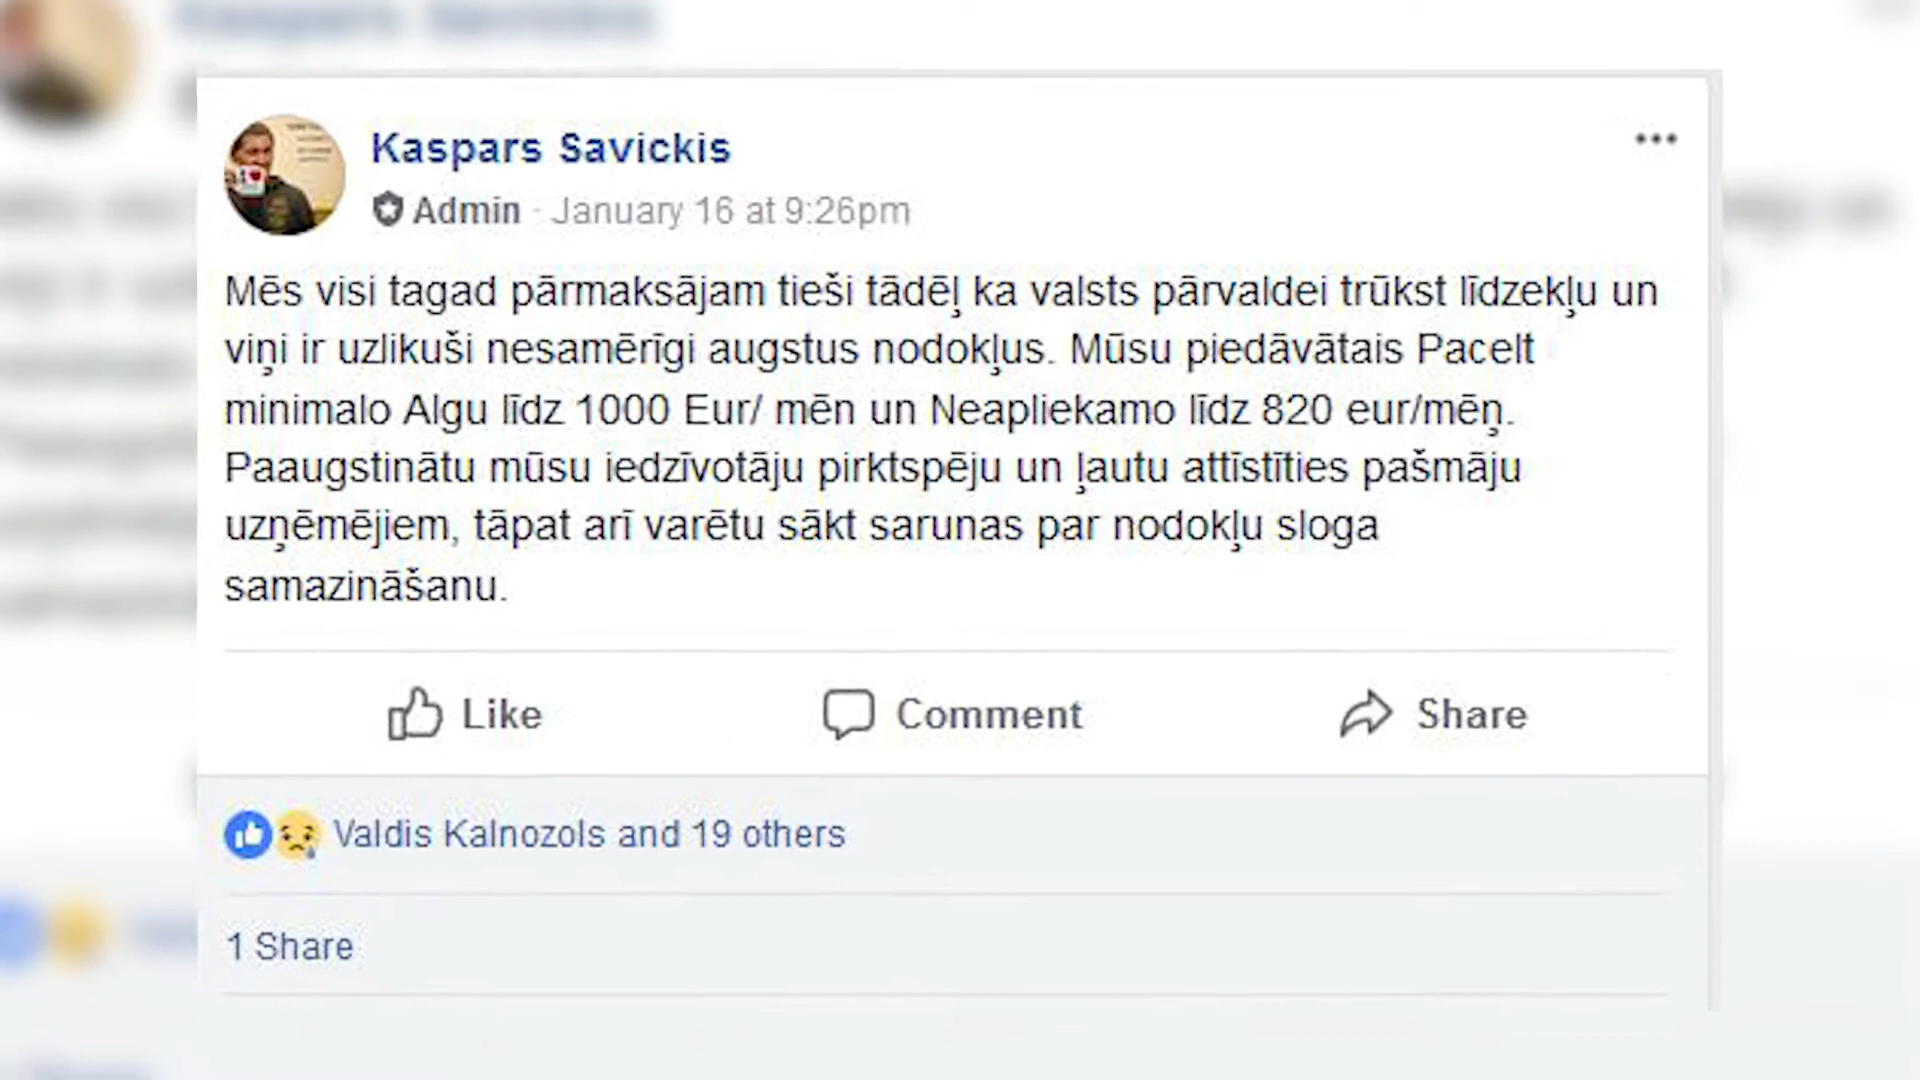 Kaspars Savickis
Admin · January 16 at 9:26pm
Mēs visi tagad pārmaksājam tieši tādēļ ka valsts pārvaldei trūkst līdzekļu un
viņi ir uzlikuši nesamērīgi augstus nodokļus. Mūsu piedāvātais Pacelt
minimalo Algu līdz 1000 Eur/ mēn un Neapliekamo līdz 820 eur/mēņ.
Paaugstinātu mūsu iedzīvotāju pirktspēju un ļautu attīstīties pašmāju
uzņēmējiem, tāpat arī varētu sākt sarunas par nodokļu sloga
samazināšanu.
Like Comment Share
Valdis Kalnozols and 19 others
1 Share